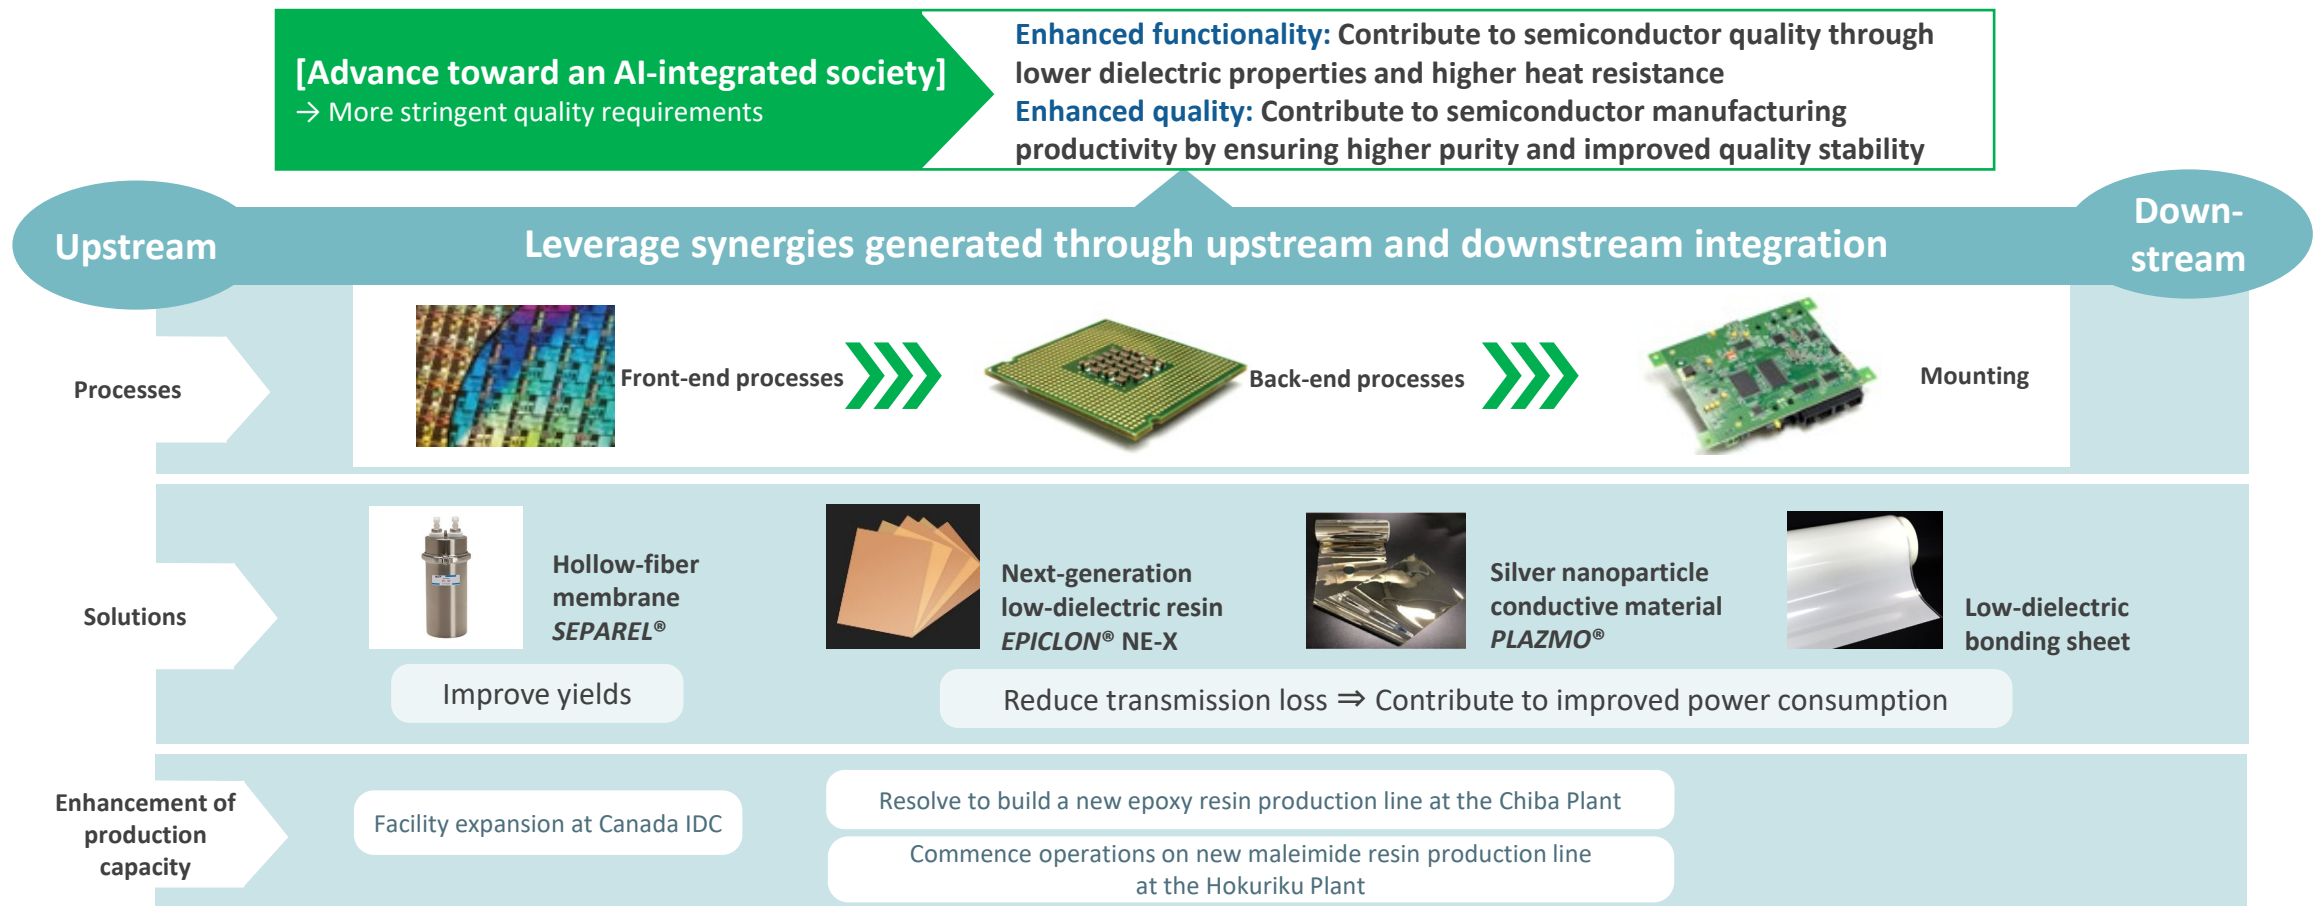 [Advance toward an AI-integrated society]
→ More stringent quality requirements
Enhanced functionality: Contribute to semiconductor quality through
lower dielectric properties and higher heat resistance
Enhanced quality: Contribute to semiconductor manufacturing
productivity by ensuring higher purity and improved quality stability
Upstream
Leverage synergies generated through upstream and downstream integration
Down-
stream
Processes
Front-end processes
Back-end processes
Mounting
Solutions
Hollow-fiber
membrane
SEPAREL®
Next-generation
low-dielectric resin
EPICLON® NE-X
Silver nanoparticle
conductive material
PLAZMO®
Low-dielectric
bonding sheet
Improve yields
Reduce transmission loss ⇒ Contribute to improved power consumption
Enhancement of
production
capacity
Facility expansion at Canada IDC
Resolve to build a new epoxy resin production line at the Chiba Plant
Commence operations on new maleimide resin production line
at the Hokuriku Plant